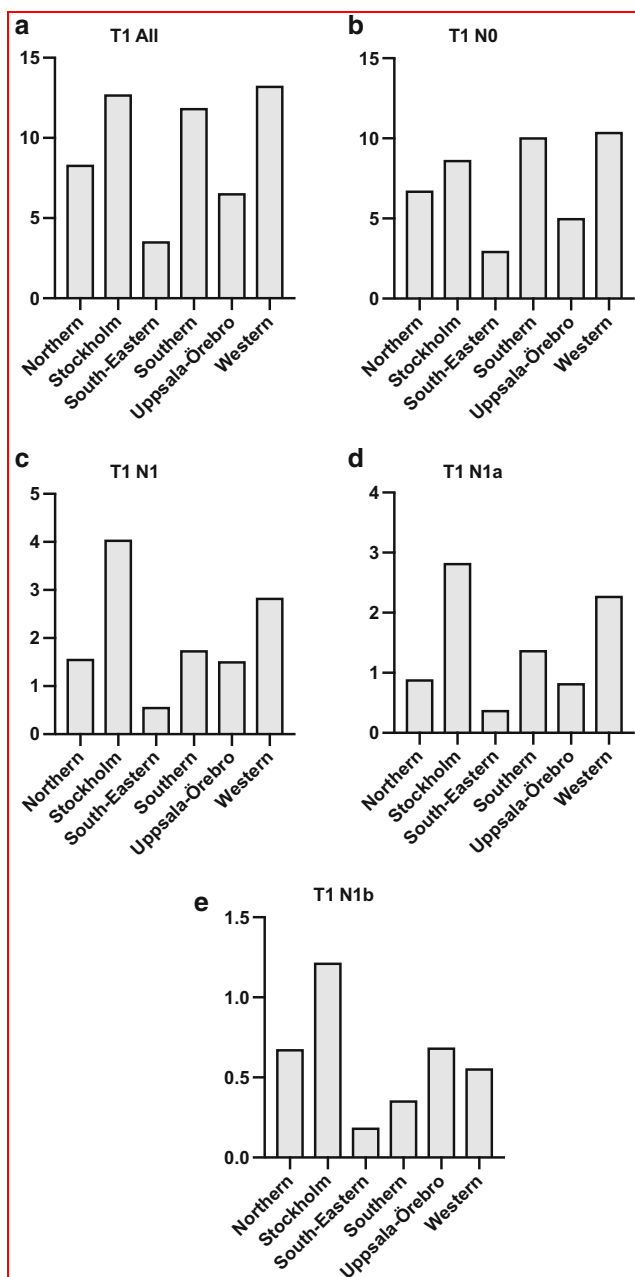 a
T1 All
15
10
5
0
Northern
Stockholm
South-Eastern
Southern
Uppsala-Örebro
Western
b
T1 N0
15
10
5
0
Northern
Stockholm
South-Eastern
Southern
Uppsala-Örebro
Western
c
T1 N1
5
4
3
2
1
0
Northern
Stockholm
South-Eastern
Southern
Uppsala-Örebro
Western
d
T1 N1a
4
3
2
1
0
Northern
Stockholm
South-Eastern
Southern
Uppsala-Örebro
Western
e
T1 N1b
1.5
1.0
0.5
0.0
Northern
Stockholm
South-Eastern
Southern
Uppsala-Örebro
Western